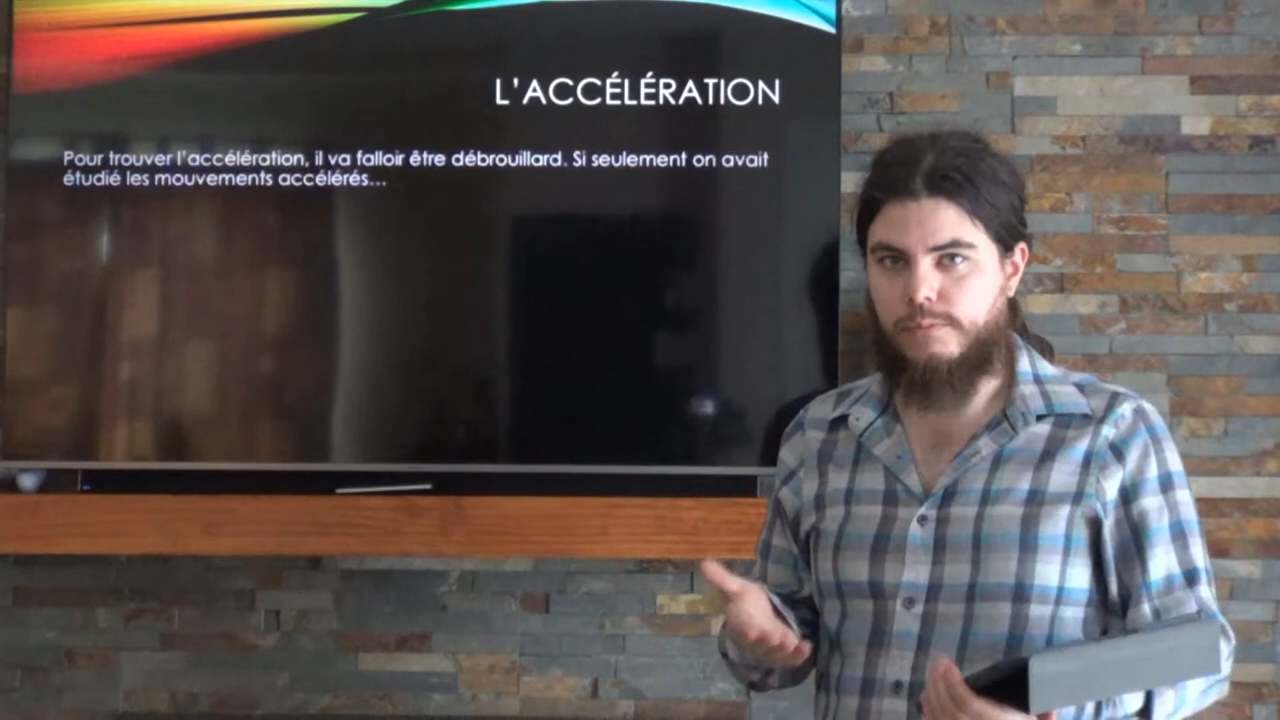 L'ACCÉLÉRATION
Pour trouver l'accélération, il va falloir être débrouillard. Si seulement on avait
étudié les mouvements accélérés...